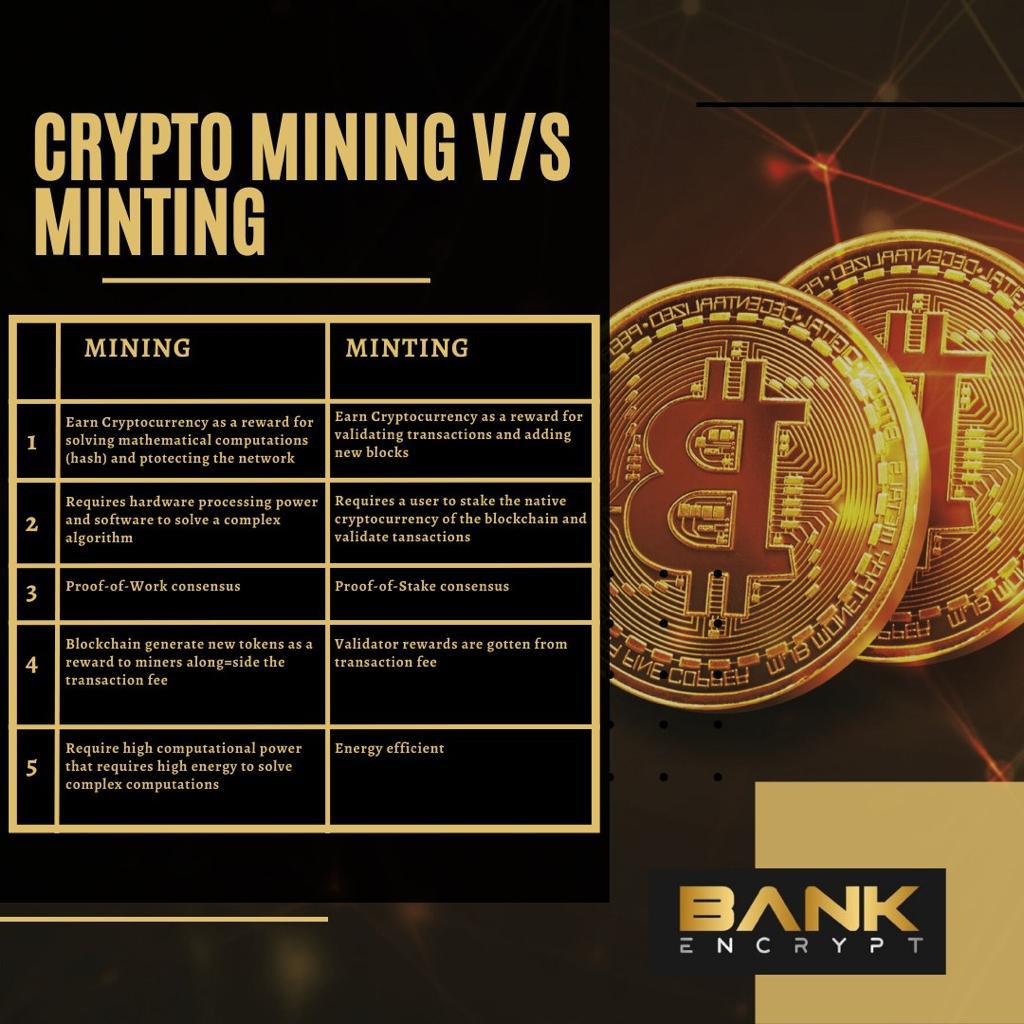 CRYPTO MINING V/S
MINTING
MINING
MINTING
1
Earn Cryptocurrency as a reward for
solving mathematical computations
(hash) and ptotecting the network
Earn Cryptocurrency as a reward for
validating transactions and adding
new blocks
2
Requires hardware processing power
and software to solve a complex
algorithm
Requires a user to stake the native
cryptocurrency of the blockchain and
validate tansactions
3
Proof-of-Work consensus
Proof-of-Stake consensus
4
Blockchain generate new tokens as a
reward to miners along=side the
transaction fee
Validator rewards are gotten from
transaction fee
5
Require high computational power
that requires high energy to solve
complex computations
Energy efficient
DECENTRALIZED
DECENTRALIZED
BANK
ENCRYPT